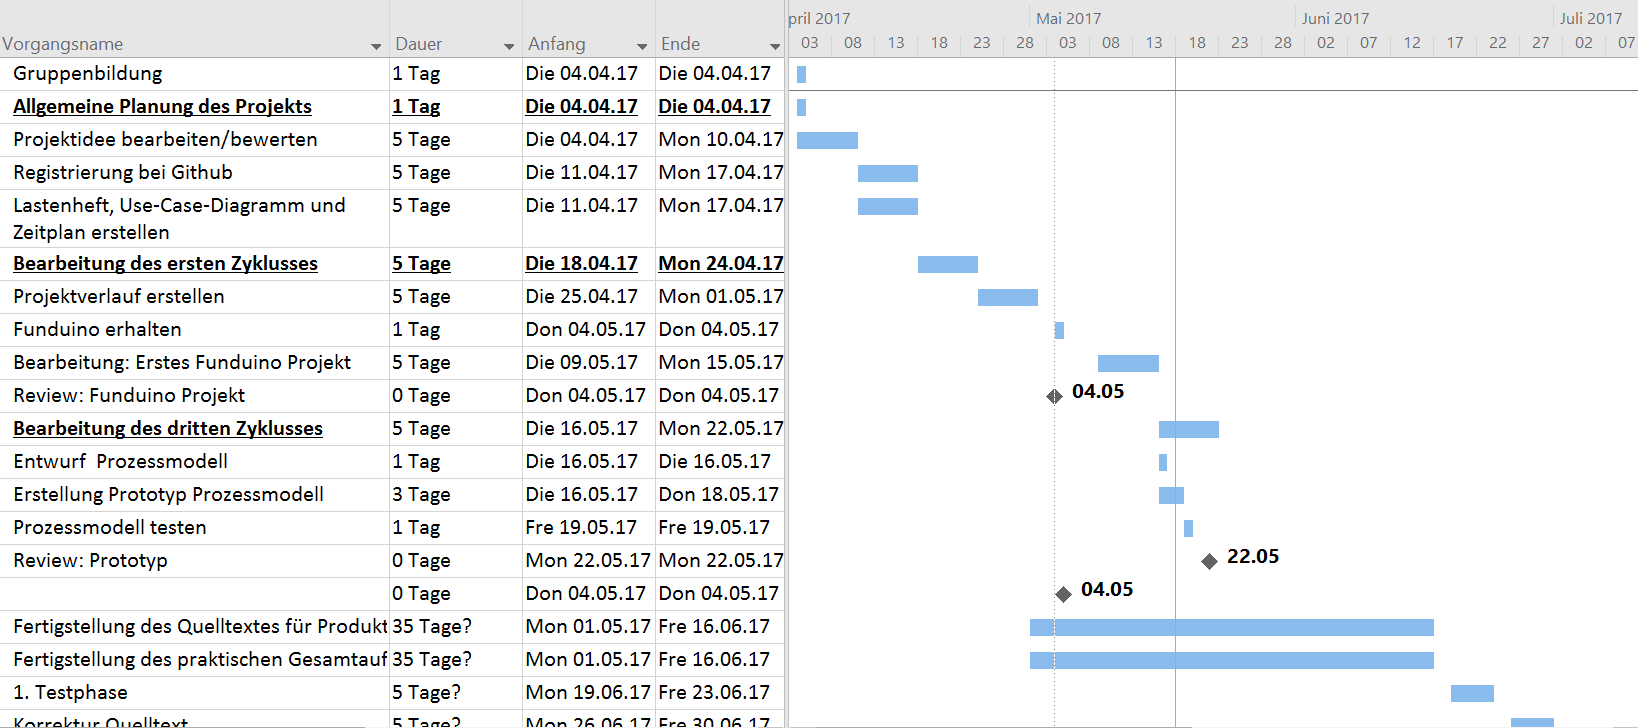 pril 2017 Mai 2017 Juni 2017 Juli 2017
Vorgangsname Dauer Anfang Ende 03 08 13 18 23 28 03 08 13 18 23 28 02 07 12 17 22 27 02 07
Gruppenbildung 1 Tag Die 04.04.17 Die 04.04.17
Allgemeine Planung des Projekts 1 Tag Die 04.04.17 Die 04.04.17
Projektidee bearbeiten/bewerten 5 Tage Die 04.04.17 Mon 10.04.17
Registrierung bei Github 5 Tage Die 11.04.17 Mon 17.04.17
Lastenheft, Use-Case-Diagramm und 5 Tage Die 11.04.17 Mon 17.04.17
Zeitplan erstellen
Bearbeitung des ersten Zyklusses 5 Tage Die 18.04.17 Mon 24.04.17
Projektverlauf erstellen 5 Tage Die 25.04.17 Mon 01.05.17
Funduino erhalten 1 Tag Don 04.05.17 Don 04.05.17
Bearbeitung: Erstes Funduino Projekt 5 Tage Die 09.05.17 Mon 15.05.17
Review: Funduino Projekt 0 Tage Don 04.05.17 Don 04.05.17 04.05
Bearbeitung des dritten Zyklusses 5 Tage Die 16.05.17 Mon 22.05.17
Entwurf  Prozessmodell 1 Tag Die 16.05.17 Die 16.05.17
Erstellung Prototyp Prozessmodell 3 Tage Die 16.05.17 Don 18.05.17
Prozessmodell testen 1 Tag Fre 19.05.17 Fre 19.05.17
Review: Prototyp 0 Tage Mon 22.05.17 Mon 22.05.17 22.05
0 Tage Don 04.05.17 Don 04.05.17 04.05
Fertigstellung des Quelltextes für Produkt 35 Tage? Mon 01.05.17 Fre 16.06.17
Fertigstellung des praktischen Gesamtauf 35 Tage? Mon 01.05.17 Fre 16.06.17
1. Testphase 5 Tage? Mon 19.06.17 Fre 23.06.17
Korrektur Quelltext 5 Tage? Mon 26.06.17 Fre 30.06.17